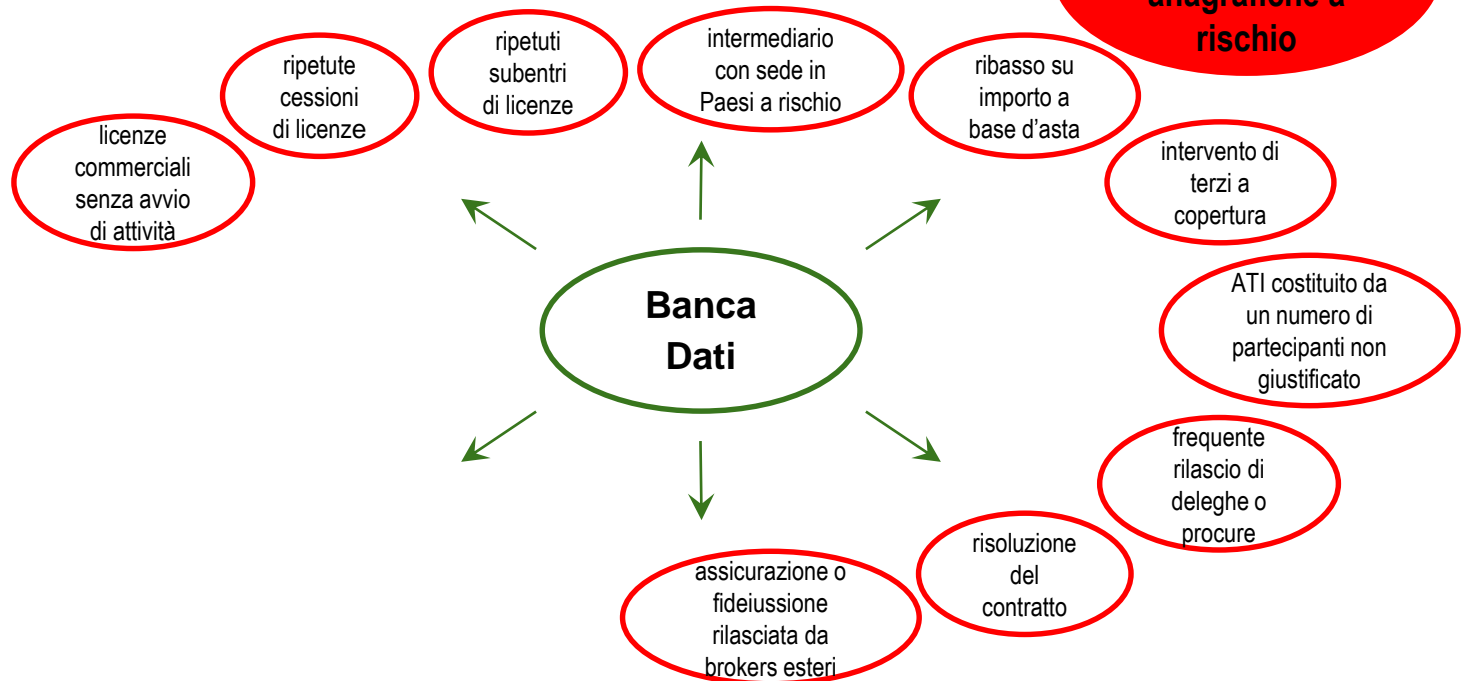 rischio
ripetuti
subentri
di licenze
intermediario
con sede in
Paesi a rischio
ripetute
cessioni
di licenze
ribasso su
importo a
base d'asta
licenze
commerciali
senza avvio
di attività
intervento di
terzi a
copertura
Banca
Dati
ATI costituito da
un numero di
partecipanti non
giustificato
frequente
rilascio di
deleghe o
procure
risoluzione
del
contratto
assicurazione o
fideiussione
rilasciata da
brokers esteri